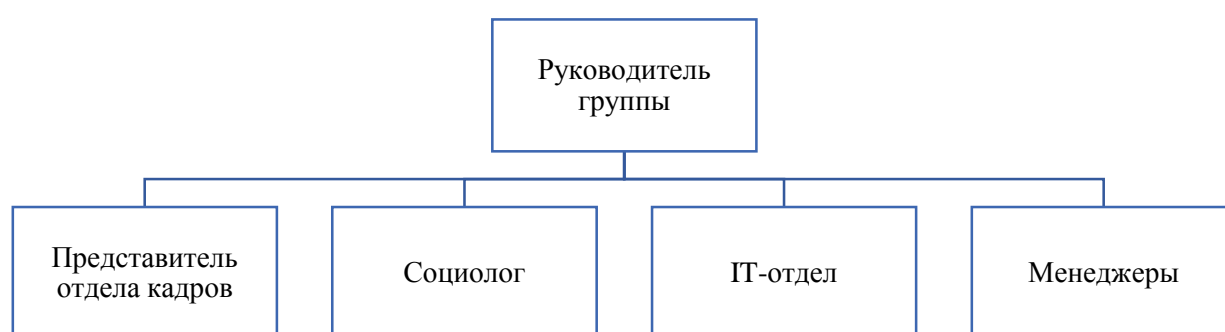 Руководитель
группы
Представитель
отдела кадров
Социолог
IT-отдел
Менеджеры